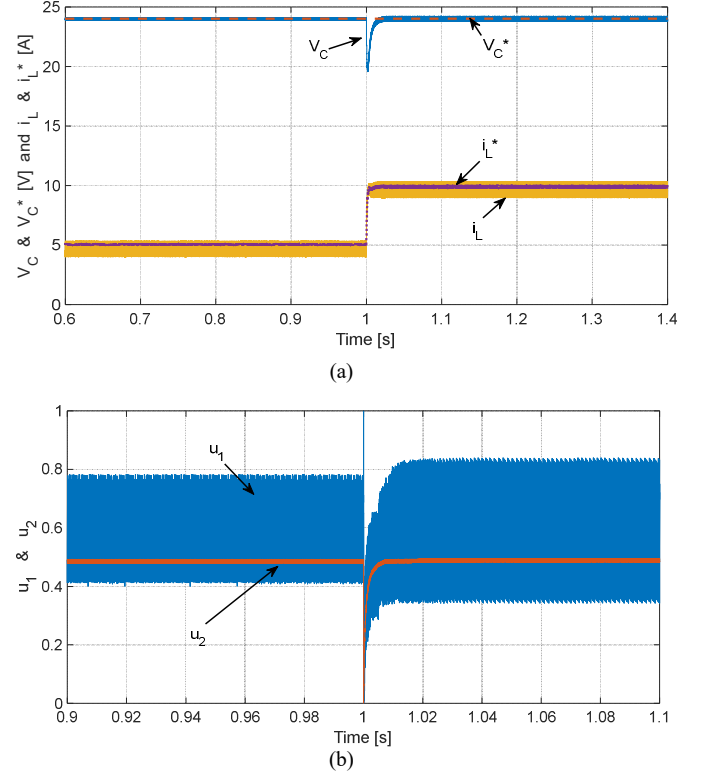 25
20
15
10
5
0
V_C & V_C* [V] and i_L & i_L* [A]
V_C
V_C*
i_L*
i_L
0.6 0.7 0.8 0.9 1 1.1 1.2 1.3 1.4
Time [s]
(a)
1
0.8
0.6
0.4
0.2
0
u_1 & u_2
u_1
u_2
0.9 0.92 0.94 0.96 0.98 1 1.02 1.04 1.06 1.08 1.1
Time [s]
(b)